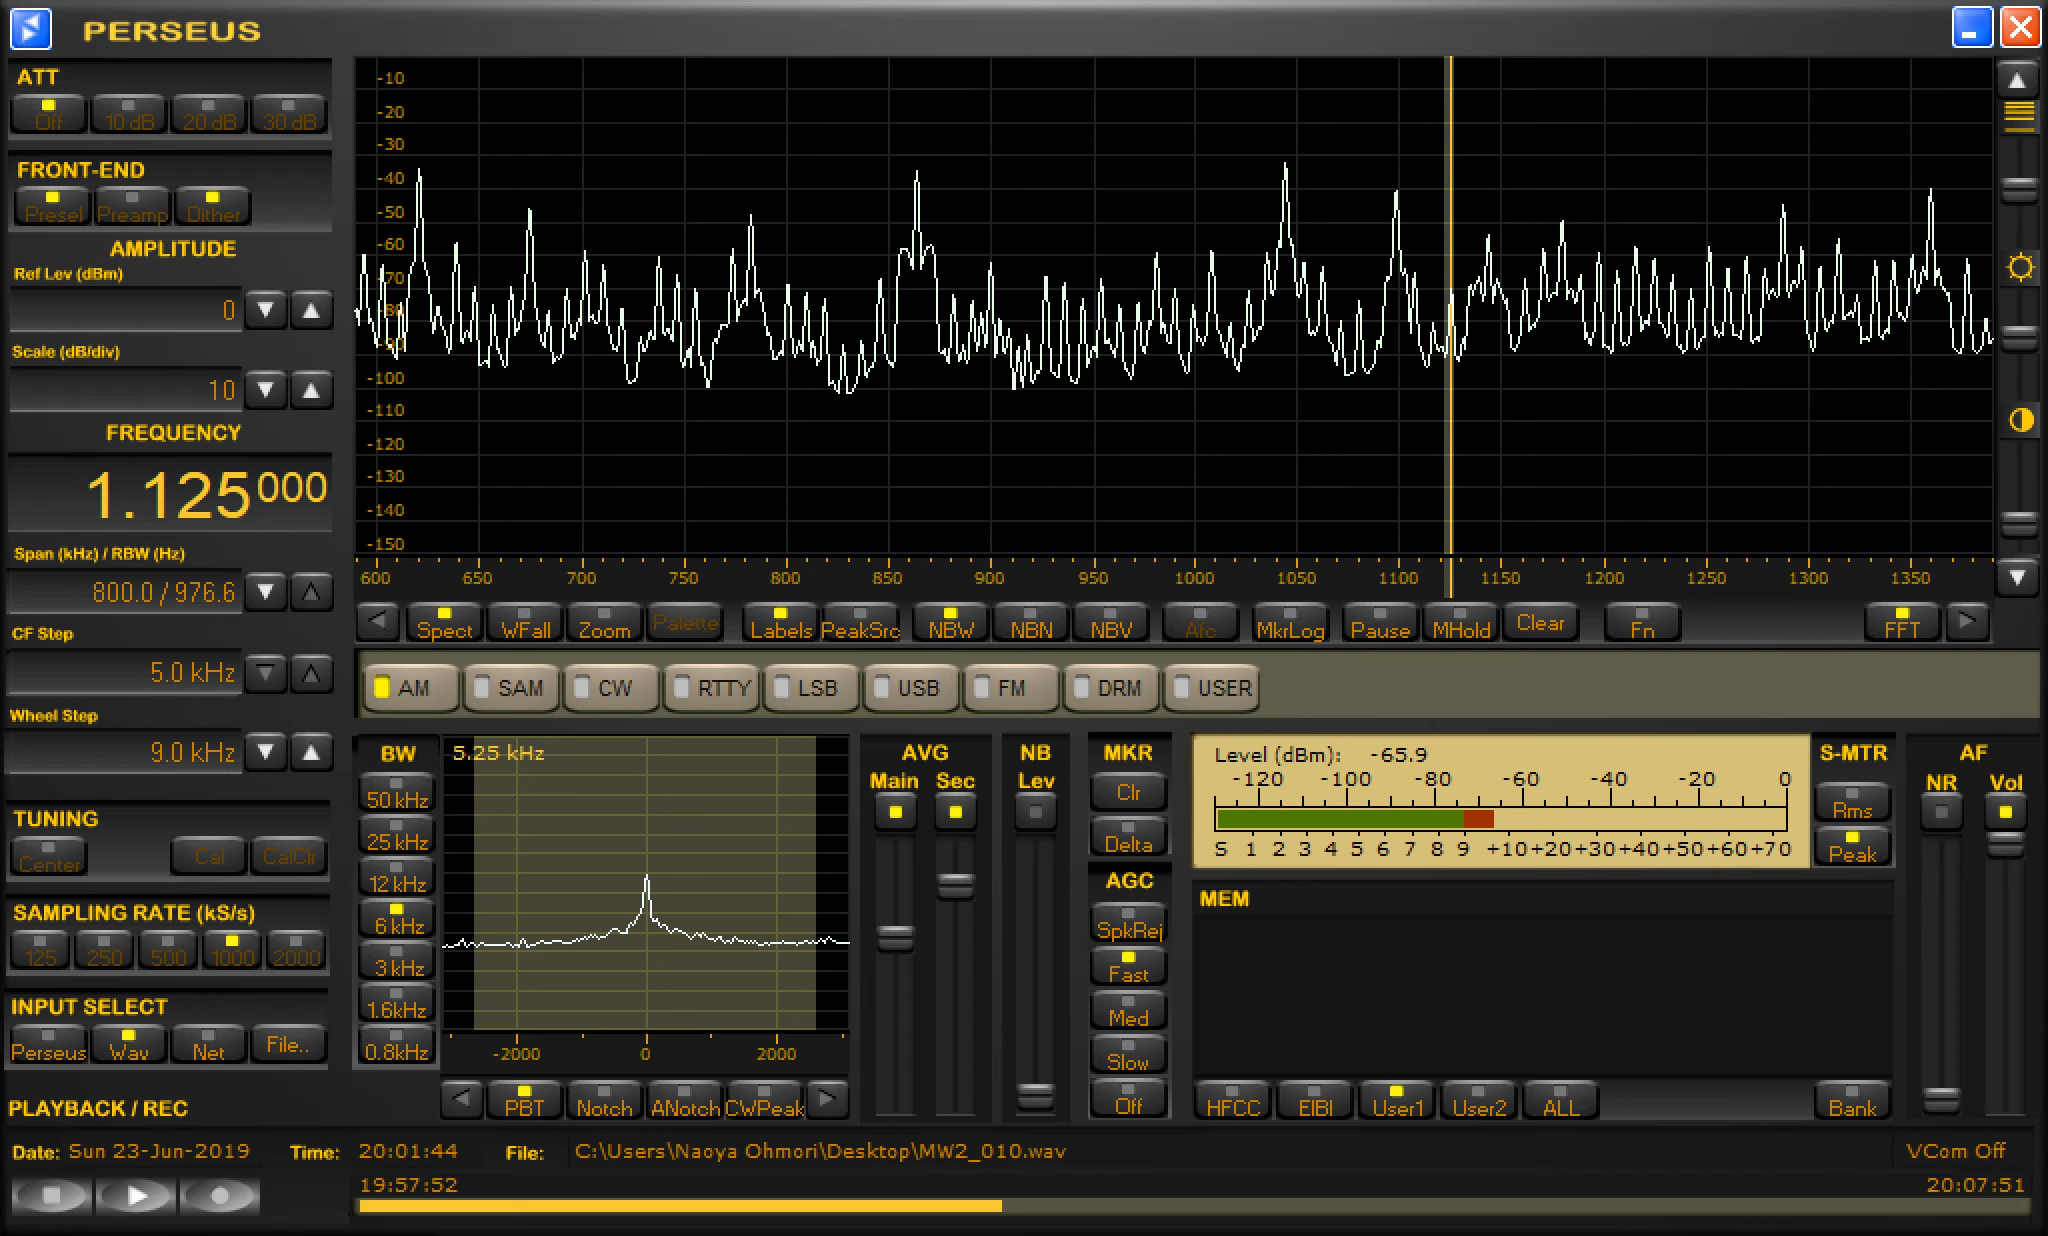 PERSEUS
ATT
Off 10 dB 20 dB 30 dB
FRONT-END
Presel Preamp Dither
AMPLITUDE
Ref Lev (dBm)
0
Scale (dB/div)
10
FREQUENCY
1.125000
Span (kHz) / RBW (Hz)
800.0 / 976.6
CF Step
5.0 kHz
Wheel Step
9.0 kHz
TUNING
Center Cal CalClr
SAMPLING RATE (kS/s)
125 250 500 1000 2000
INPUT SELECT
Perseus Wav Net File..
-10
-20
-30
-40
-50
-60
-70
-80
-90
-100
-110
-120
-130
-140
-150
600 650 700 750 800 850 900 950 1000 1050 1100 1150 1200 1250 1300 1350
Spect WFall Zoom Palette Labels PeakSrc NBW NBN NBV Afc MkrLog Pause MHold Clear Fn FFT
AM SAM CW RTTY LSB USB FM DRM USER
BW
50 kHz
25 kHz
12 kHz
6 kHz
3 kHz
1.6kHz
0.8kHz
5.25 kHz
-2000 0 2000
PBT Notch ANotch CWPeak
AVG
Main Sec
NB
Lev
MKR
Clr
Delta
AGC
SpkRej
Fast
Med
Slow
Off
Level (dBm): -65.9
-120 -100 -80 -60 -40 -20 0
S 1 2 3 4 5 6 7 8 9 +10+20+30+40+50+60+70
S-MTR
Rms
Peak
AF
NR Vol
MEM
HFCC EIBI User1 User2 ALL Bank
PLAYBACK / REC
Date: Sun 23-Jun-2019 Time: 20:01:44 File: C:\Users\Naoya Ohmori\Desktop\MW2_010.wav VCom Off
19:57:52 20:07:51